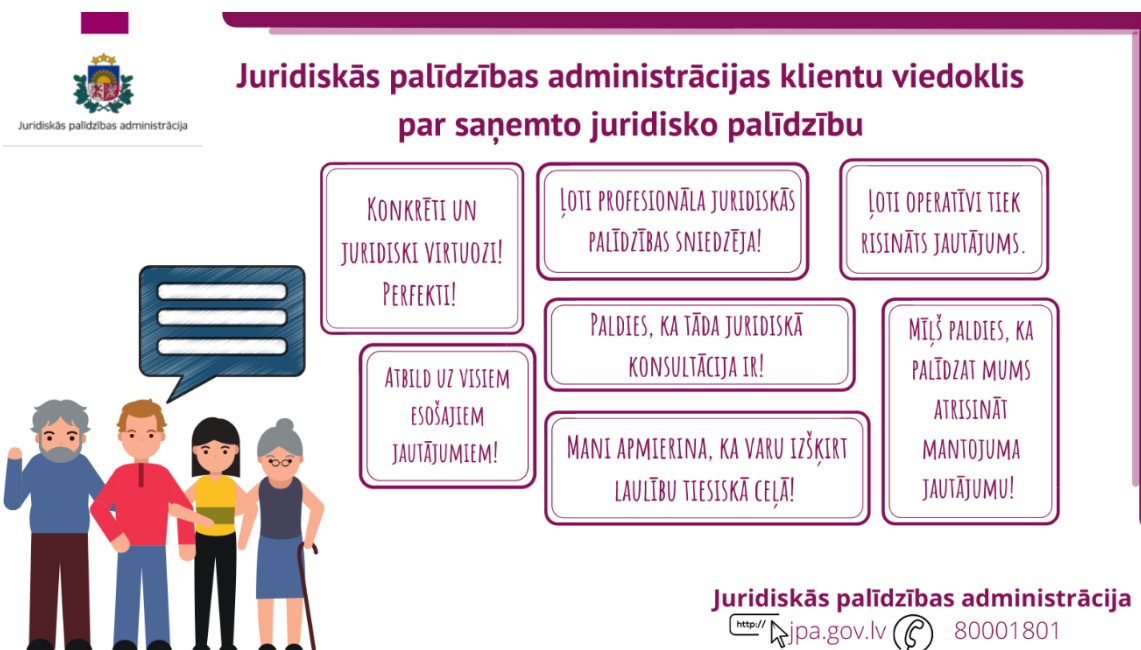 Juridiskās palīdzības administrācija
Juridiskās palīdzības administrācijas klientu viedoklis
par saņemto juridisko palīdzību
KONKRĒTI UN
JURIDISKI VIRTUOZI!
PERFEKTI!
ĻOTI PROFESIONĀLA JURIDISKĀS
PALĪDZĪBAS SNIEDZĒJA!
ĻOTI OPERATĪVI TIEK
RISINĀTS JAUTĀJUMS.
ATBILD UZ VISIEM
ESOŠAJIEM
JAUTĀJUMIEM!
PALDIES, KA TĀDA JURIDISKĀ
KONSULTĀCIJA IR!
MANI APMIERINA, KA VARU IZŠĶIRT
LAULĪBU TIESISKĀ CEĻĀ!
MĪĻŠ PALDIES, KA
PALĪDZAT MUMS
ATRISINĀT
MANTOJUMA
JAUTĀJUMU!
Juridiskās palīdzības administrācija
http:// jpa.gov.lv 80001801